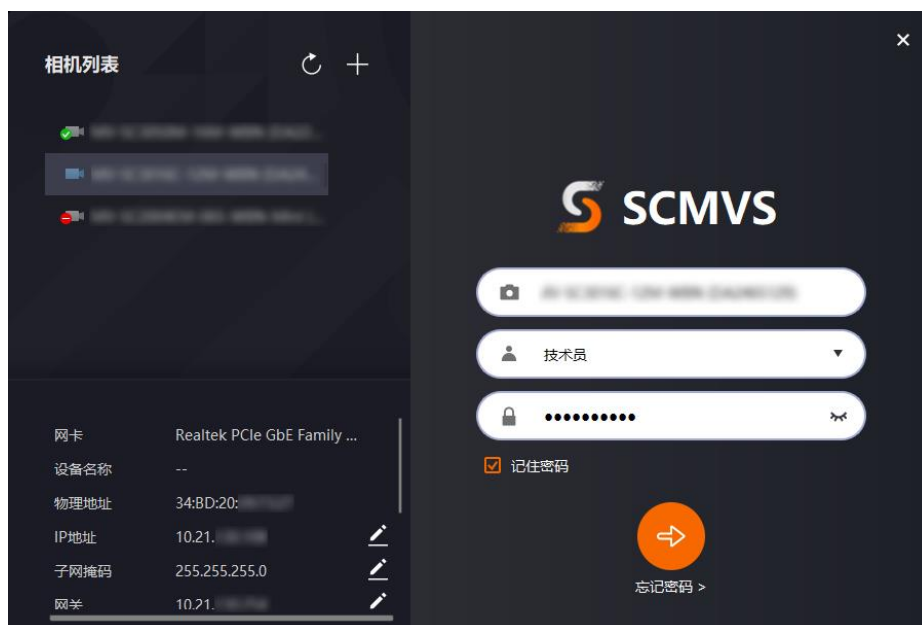 相机列表
SCMVS
技术员
••••••••••
记住密码
忘记密码 >
网卡 Realtek PCIe GbE Family ...
设备名称 --
物理地址 34:BD:20:
IP地址 10.21.
子网掩码 255.255.255.0
网关 10.21.